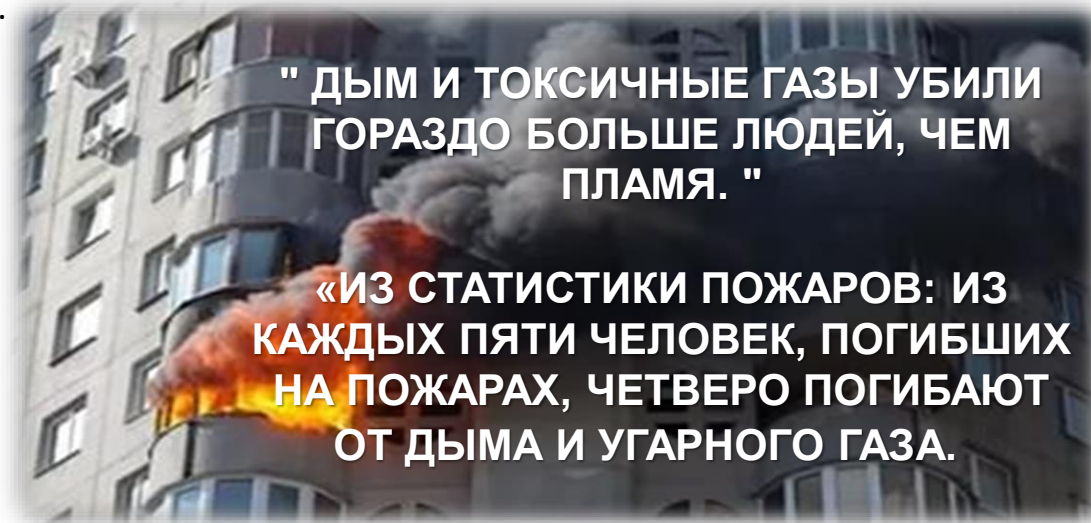 " ДЫМ И ТОКСИЧНЫЕ ГАЗЫ УБИЛИ
ГОРАЗДО БОЛЬШЕ ЛЮДЕЙ, ЧЕМ
ПЛАМЯ. "
«ИЗ СТАТИСТИКИ ПОЖАРОВ: ИЗ
КАЖДЫХ ПЯТИ ЧЕЛОВЕК, ПОГИБШИХ
НА ПОЖАРАХ, ЧЕТВЕРО ПОГИБАЮТ
ОТ ДЫМА И УГАРНОГО ГАЗА.